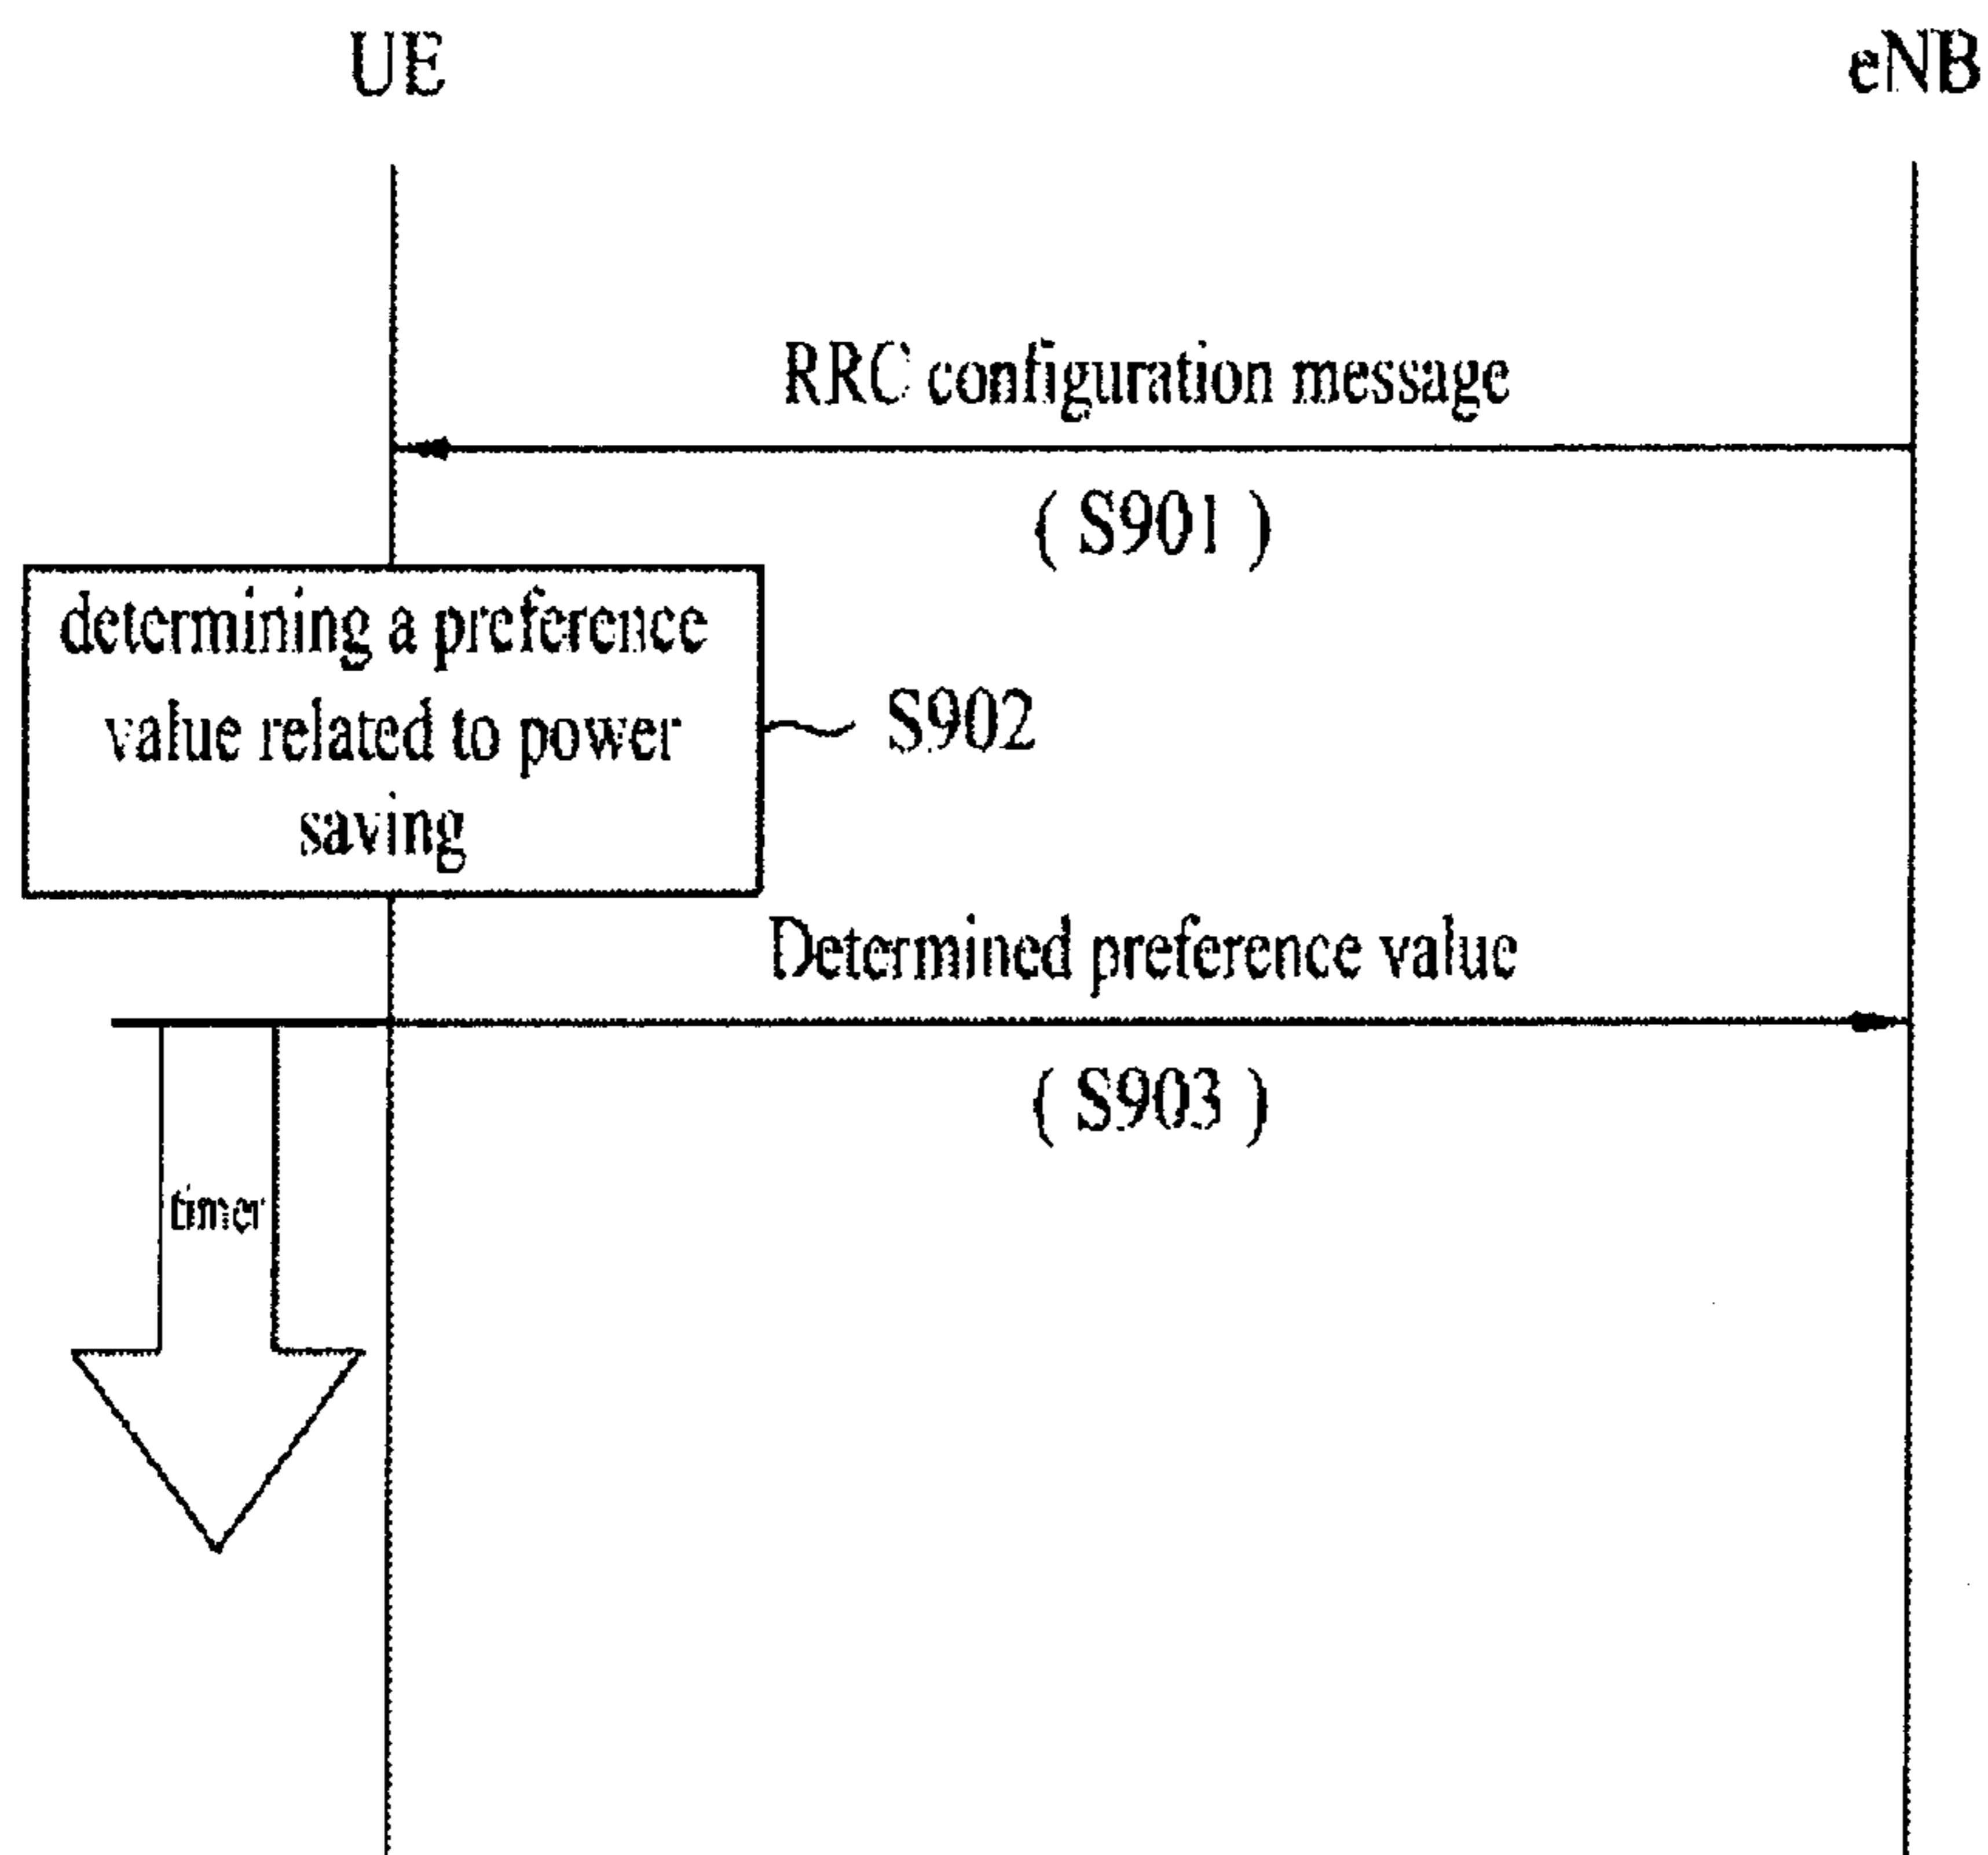 UE
eNB
RRC configuration message
( S901 )
determining a preference
value related to power
saving
S902
Determined preference value
( S903 )
timer